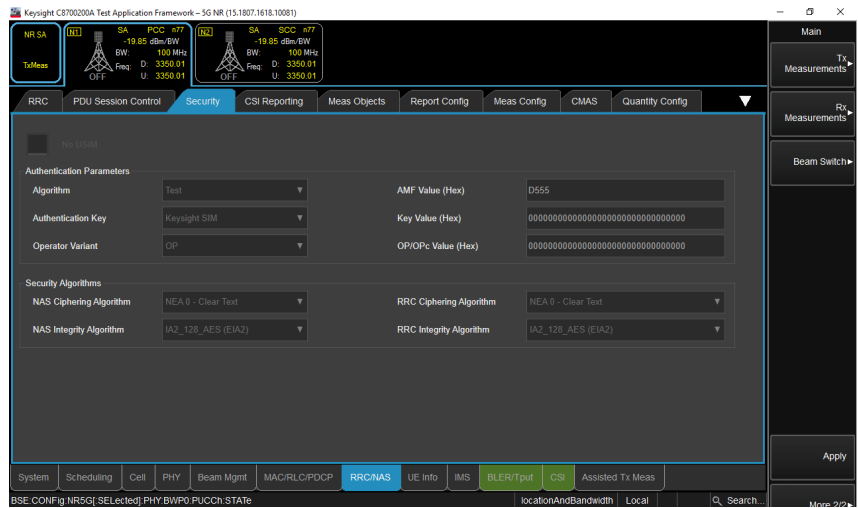 Keysight C8700200A Test Application Framework – 5G NR (15.1807.1618.10081)
NR SA
TxMeas
N1 SA PCC n77
-19.85 dBm/BW
BW: 100 MHz
Freq: D: 3350.01
OFF U: 3350.01
N2 SA SCC n77
-19.85 dBm/BW
BW: 100 MHz
Freq: D: 3350.01
OFF U: 3350.01
RRC PDU Session Control Security CSI Reporting Meas Objects Report Config Meas Config CMAS Quantity Config
No USIM
Authentication Parameters
Algorithm Test AMF Value (Hex) D555
Authentication Key Keysight SIM Key Value (Hex) 00000000000000000000000000000000
Operator Variant OP OP/OPc Value (Hex) 00000000000000000000000000000000
Security Algorithms
NAS Ciphering Algorithm NEA 0 - Clear Text RRC Ciphering Algorithm NEA 0 - Clear Text
NAS Integrity Algorithm IA2_128_AES (EIA2) RRC Integrity Algorithm IA2_128_AES (EIA2)
System Scheduling Cell PHY Beam Mgmt MAC/RLC/PDCP RRC/NAS UE Info IMS BLER/Tput CSI Assisted Tx Meas
BSE:CONFig:NR5G[:SELected]:PHY:BWP0:PUCCh:STATe locationAndBandwidth Local Search...
Main
Tx
Measurements
Rx
Measurements
Beam Switch
Apply
More 2/2